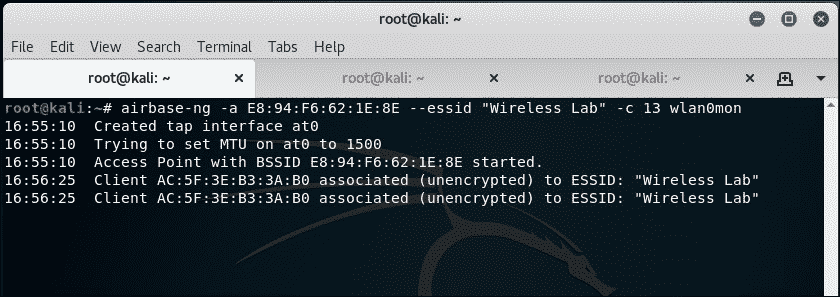 root@kali: ~
File Edit View Search Terminal Tabs Help
root@kali: ~ × root@kali: ~ × root@kali: ~ ×
root@kali:~# airbase-ng -a E8:94:F6:62:1E:8E --essid "Wireless Lab" -c 13 wlan0mon
16:55:10  Created tap interface at0
16:55:10  Trying to set MTU on at0 to 1500
16:55:10  Access Point with BSSID E8:94:F6:62:1E:8E started.
16:56:25  Client AC:5F:3E:B3:3A:B0 associated (unencrypted) to ESSID: "Wireless Lab"
16:56:25  Client AC:5F:3E:B3:3A:B0 associated (unencrypted) to ESSID: "Wireless Lab"